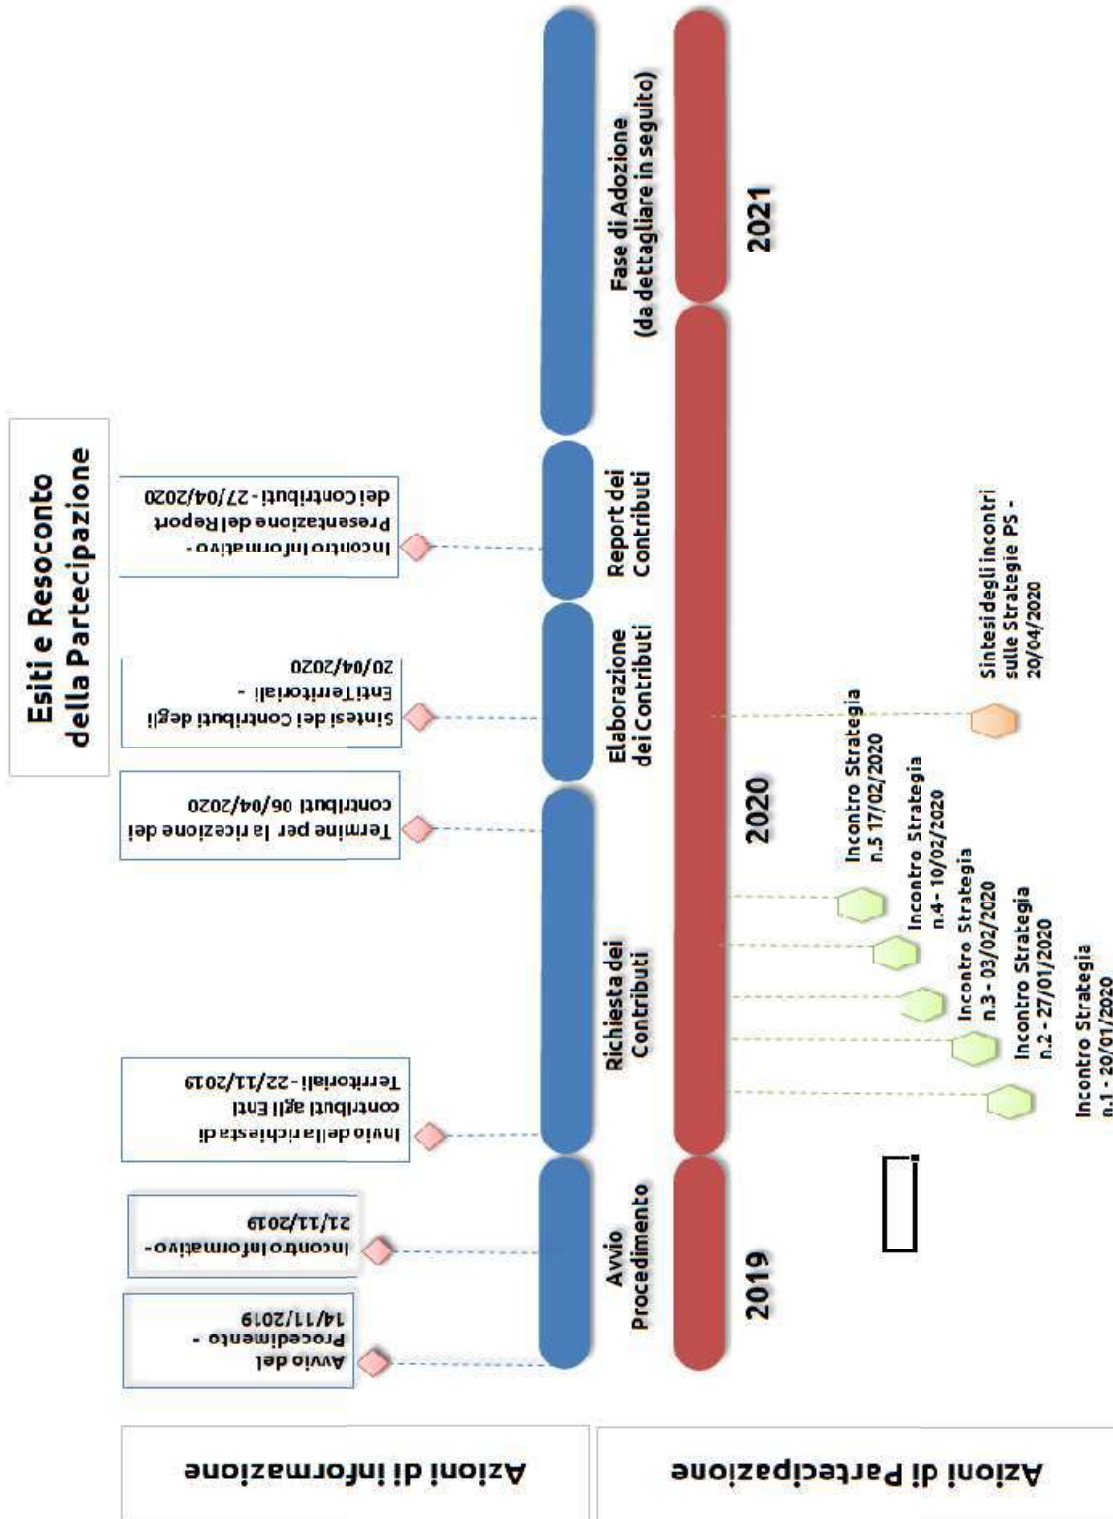 Esiti e Resoconto
della Partecipazione
Azioni di informazione
Avvio del
Procedimento -
14/11/2019
Incontro Informativo -
21/11/2019
Invio della richiesta di
contributi agli Enti
Territoriali - 22/11/2019
Termine per la ricezione dei
contributi 06/04/2020
Sintesi dei Contributi degli
Enti Territoriali -
20/04/2020
Incontro Informativo -
Presentazione del Report
dei Contributi - 27/04/2020
Avvio
Procedimento
Richiesta dei
Contributi
Elaborazione
dei Contributi
Report dei
Contributi
Fase di Adozione
(da dettagliare in seguito)
Azioni di Partecipazione
2019
2020
2021
Incontro Strategia
n.1 - 20/01/2020
Incontro Strategia
n.2 - 27/01/2020
Incontro Strategia
n.3 - 03/02/2020
Incontro Strategia
n.4 - 10/02/2020
Incontro Strategia
n.5 17/02/2020
Sintesi degli incontri
sulle Strategie PS -
20/04/2020